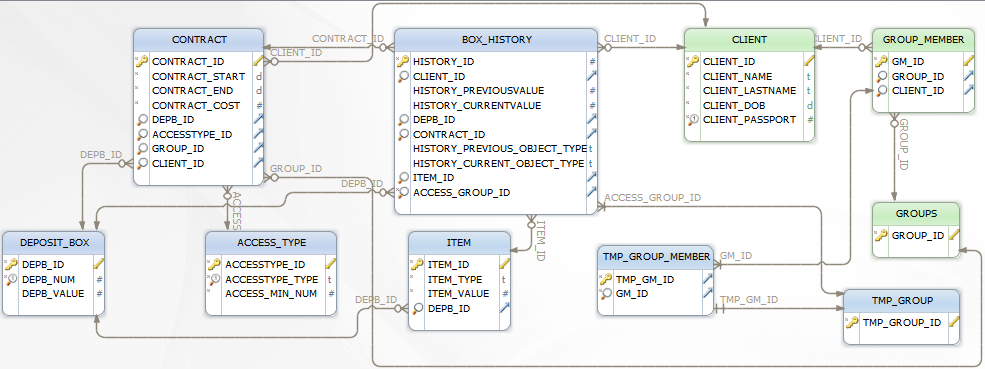 CONTRACT
CONTRACT_ID
CONTRACT_START d
CONTRACT_END d
CONTRACT_COST #
DEPB_ID
ACCESSTYPE_ID
GROUP_ID
CLIENT_ID
CLIENT_ID
CONTRACT_ID
BOX_HISTORY
HISTORY_ID #
CLIENT_ID
HISTORY_PREVIOUSVALUE #
HISTORY_CURRENTVALUE #
DEPB_ID
CONTRACT_ID
HISTORY_PREVIOUS_OBJECT_TYPE t
HISTORY_CURRENT_OBJECT_TYPE t
ITEM_ID
ACCESS_GROUP_ID
CLIENT_ID
CLIENT
CLIENT_ID
CLIENT_NAME t
CLIENT_LASTNAME t
CLIENT_DOB d
CLIENT_PASSPORT #
CLIENT_ID
GROUP_MEMBER
GM_ID
GROUP_ID
CLIENT_ID
GROUP_ID
DEPB_ID
GROUP_ID
DEPB_ID
ACCESS
ACCESS_GROUP_ID
ITEM_ID
GROUPS
GROUP_ID
DEPOSIT_BOX
DEPB_ID
DEPB_NUM #
DEPB_VALUE #
ACCESS_TYPE
ACCESSTYPE_ID
ACCESSTYPE_TYPE t
ACCESS_MIN_NUM #
ITEM
ITEM_ID
ITEM_TYPE t
ITEM_VALUE #
DEPB_ID
DEPB_ID
TMP_GROUP_MEMBER
TMP_GM_ID
GM_ID
GM_ID
TMP_GM_ID
TMP_GROUP
TMP_GROUP_ID